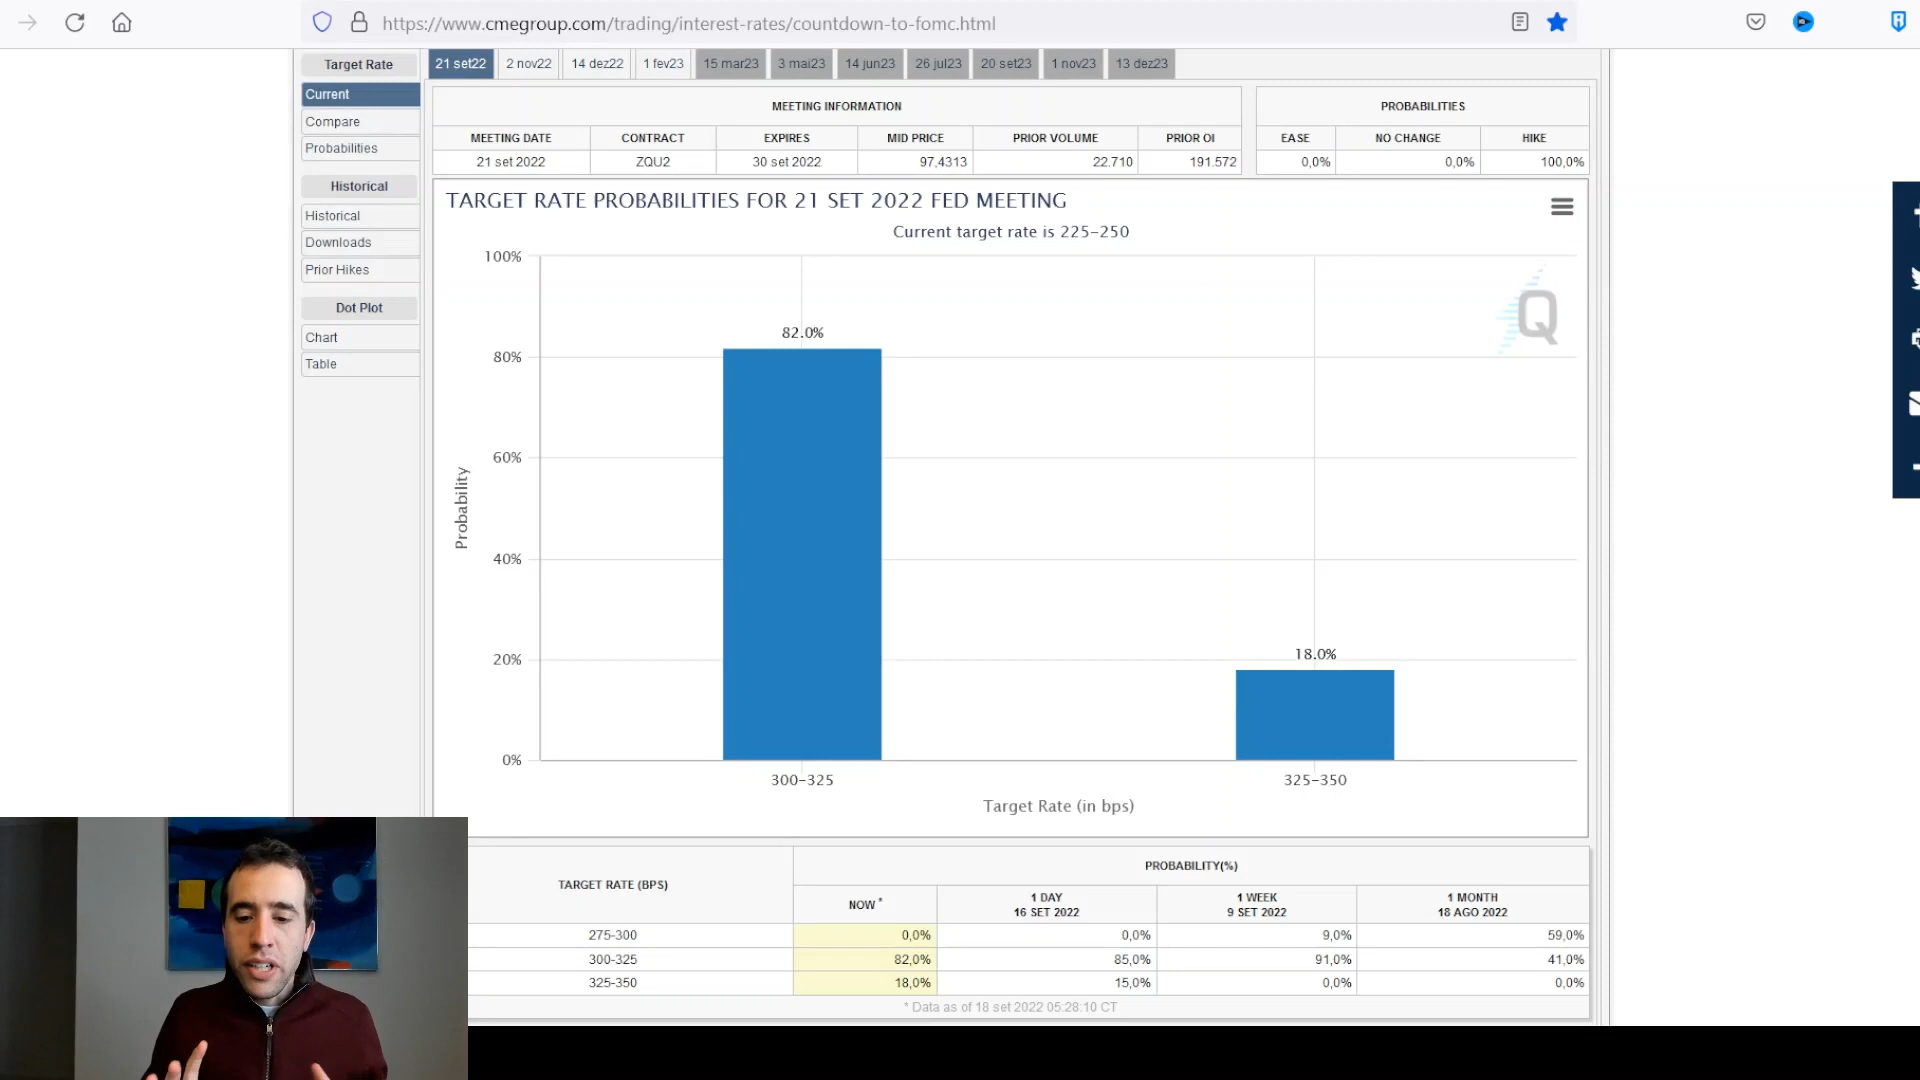 https://www.cmegroup.com/trading/interest-rates/countdown-to-fomc.html
Target Rate
Current
Compare
Probabilities
Historical
Historical
Downloads
Prior Hikes
Dot Plot
Chart
Table
21 set22 2 nov22 14 dez22 1 fev23 15 mar23 3 mai23 14 jun23 26 jul23 20 set23 1 nov23 13 dez23
MEETING INFORMATION
MEETING DATE CONTRACT EXPIRES MID PRICE PRIOR VOLUME PRIOR OI
21 set 2022 ZQU2 30 set 2022 97,4313 22.710 191.572
PROBABILITIES
EASE NO CHANGE HIKE
0,0% 0,0% 100,0%
TARGET RATE PROBABILITIES FOR 21 SET 2022 FED MEETING
Current target rate is 225-250
100%
80%
60%
40%
20%
0%
Probability
82.0%
18.0%
Q
300-325 325-350
Target Rate (in bps)
TARGET RATE (BPS)
PROBABILITY(%)
NOW *
1 DAY
16 SET 2022
1 WEEK
9 SET 2022
1 MONTH
18 AGO 2022
275-300 0,0% 0,0% 9,0% 59,0%
300-325 82,0% 85,0% 91,0% 41,0%
325-350 18,0% 15,0% 0,0% 0,0%
* Data as of 18 set 2022 05:28:10 CT